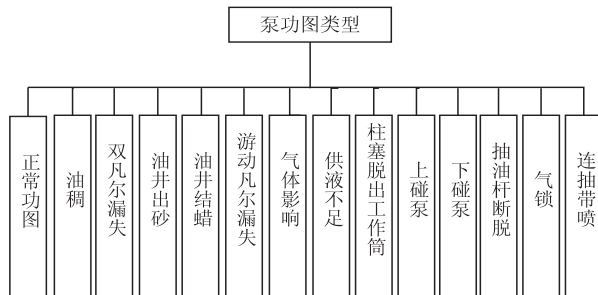 泵功图类型
正常功图
油稠
双凡尔漏失
油井出砂
油井结蜡
游动凡尔漏失
气体影响
供液不足
柱塞脱出工作筒
上碰泵
下碰泵
抽油杆断脱
气锁
连抽带喷